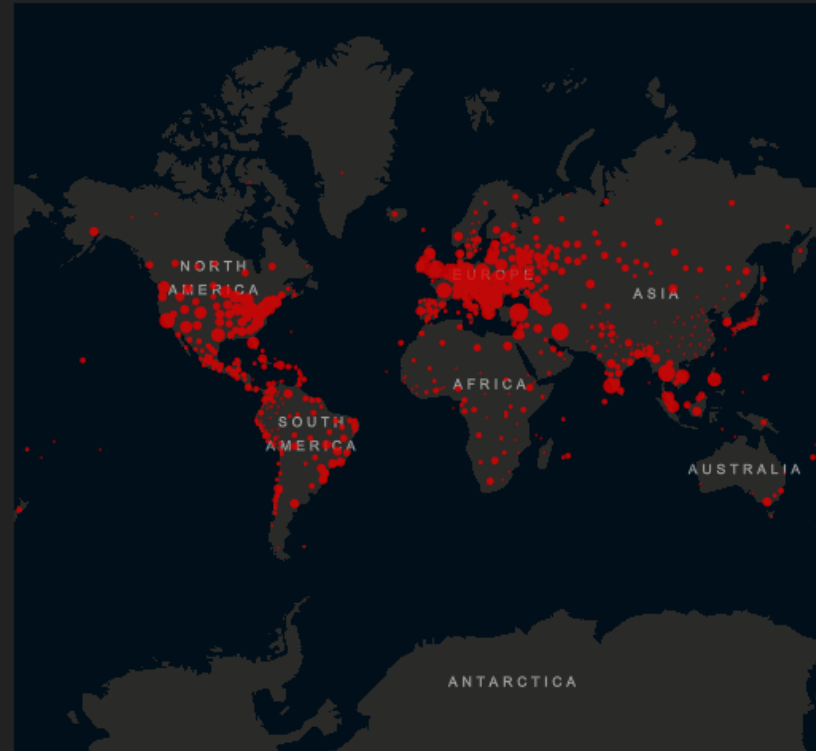 NORTH
AMERICA
EUROPE
ASIA
AFRICA
SOUTH
AMERICA
AUSTRALIA
ANTARCTICA